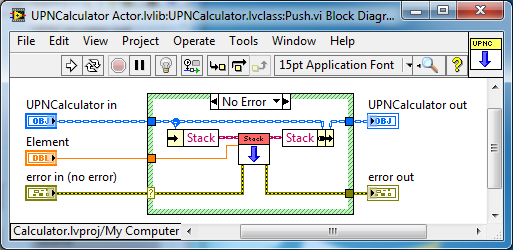 UPNCalculator Actor.lvlib:UPNCalculator.lvclass:Push.vi Block Diagr...
File Edit View Project Operate Tools Window Help
15pt Application Font
UPNC
UPNCalculator in
No Error
UPNCalculator out
OBJ
OBJ
Stack
Stack
Stack
Element
DBL
error in (no error)
error out
?
Calculator.lvproj/My Computer